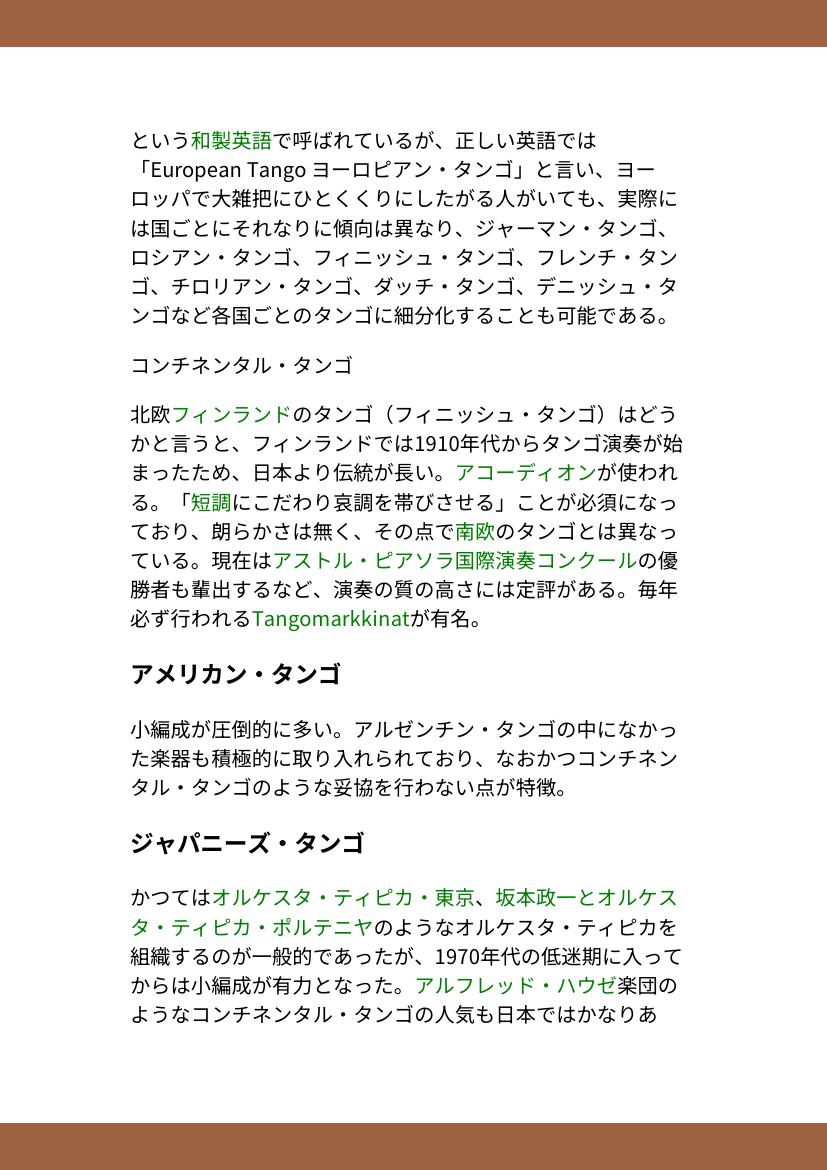 という和製英語で呼ばれているが、正しい英語では
「European Tango ヨーロピアン・タンゴ」と言い、ヨー
ロッパで大雑把にひとくくりにしたがる人がいても、実際に
は国ごとにそれなりに傾向は異なり、ジャーマン・タンゴ、
ロシアン・タンゴ、フィニッシュ・タンゴ、フレンチ・タン
ゴ、チロリアン・タンゴ、ダッチ・タンゴ、デニッシュ・タ
ンゴなど各国ごとのタンゴに細分化することも可能である。
コンチネンタル・タンゴ
北欧フィンランドのタンゴ（フィニッシュ・タンゴ）はどう
かと言うと、フィンランドでは1910年代からタンゴ演奏が始
まったため、日本より伝統が長い。アコーディオンが使われ
る。「短調にこだわり哀調を帯びさせる」ことが必須になっ
ており、朗らかさは無く、その点で南欧のタンゴとは異なっ
ている。現在はアストル・ピアソラ国際演奏コンクールの優
勝者も輩出するなど、演奏の質の高さには定評がある。毎年
必ず行われるTangomarkkinatが有名。
アメリカン・タンゴ
小編成が圧倒的に多い。アルゼンチン・タンゴの中になかっ
た楽器も積極的に取り入れられており、なおかつコンチネン
タル・タンゴのような妥協を行わない点が特徴。
ジャパニーズ・タンゴ
かつてはオルケスタ・ティピカ・東京、坂本政一とオルケス
タ・ティピカ・ポルテニヤのようなオルケスタ・ティピカを
組織するのが一般的であったが、1970年代の低迷期に入って
からは小編成が有力となった。アルフレッド・ハウゼ楽団の
ようなコンチネンタル・タンゴの人気も日本ではかなりあ